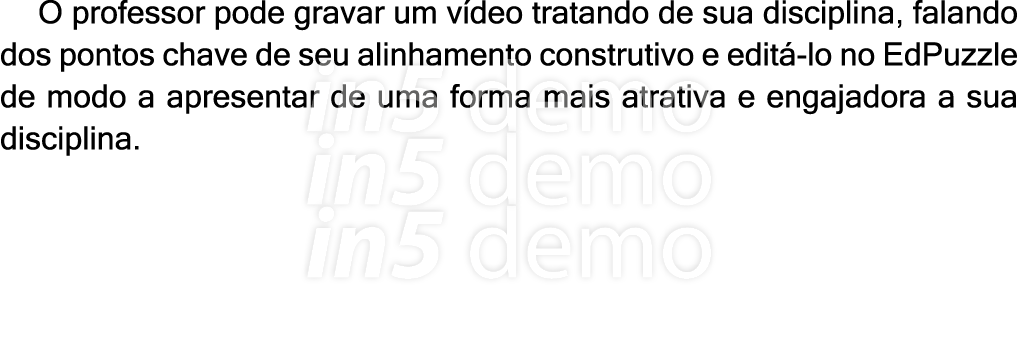 O professor pode gravar um vídeo tratando de sua disciplina, falando
dos pontos chave de seu alinhamento construtivo e editá-lo no EdPuzzle
de modo a apresentar de uma forma mais atrativa e engajadora a sua
disciplina.
in5 demo
in5 demo
in5 demo